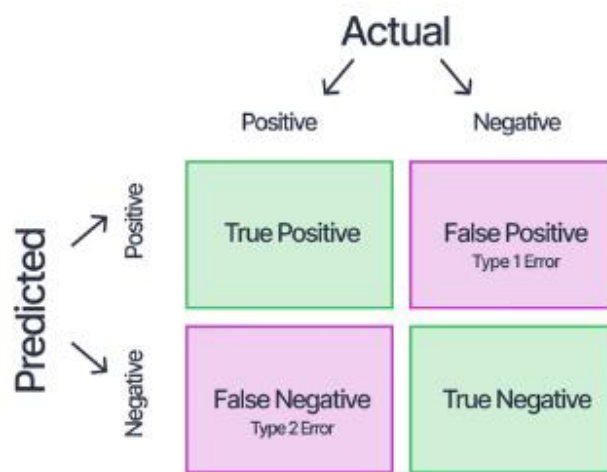 Actual
Positive
Negative
Predicted
Positive
True Positive
False Positive
Type 1 Error
Negative
False Negative
Type 2 Error
True Negative